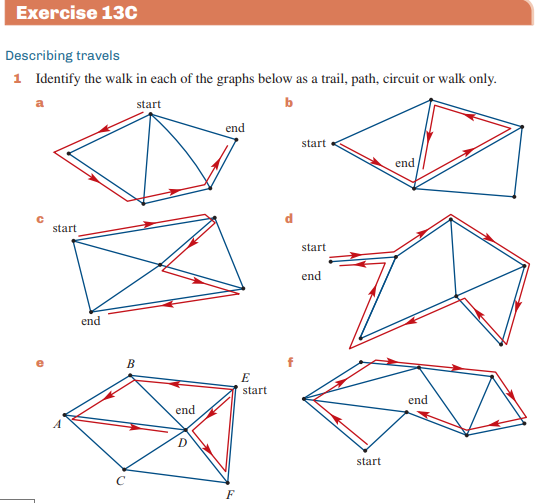 Exercise 13C
Describing travels
1 Identify the walk in each of the graphs below as a trail, path, circuit or walk only.
a
start
end
b
start
end
c
start
end
d
start
end
e
B
E
start
end
A
D
C
F
f
end
start